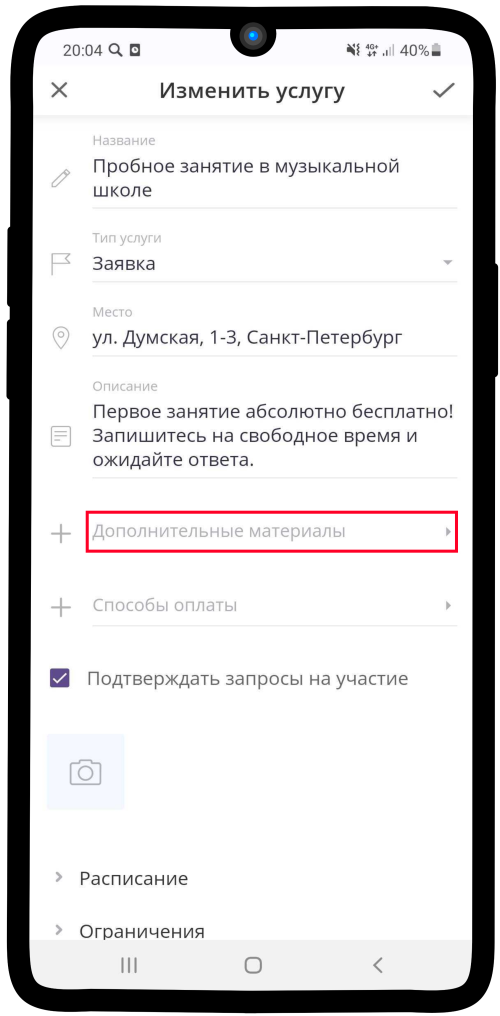 20:04
4G+
40%
Изменить услугу
Название
Пробное занятие в музыкальной
школе
Тип услуги
Заявка
Место
ул. Думская, 1-3, Санкт-Петербург
Описание
Первое занятие абсолютно бесплатно!
Запишитесь на свободное время и
ожидайте ответа.
Дополнительные материалы
Способы оплаты
Подтверждать запросы на участие
Расписание
Ограничения